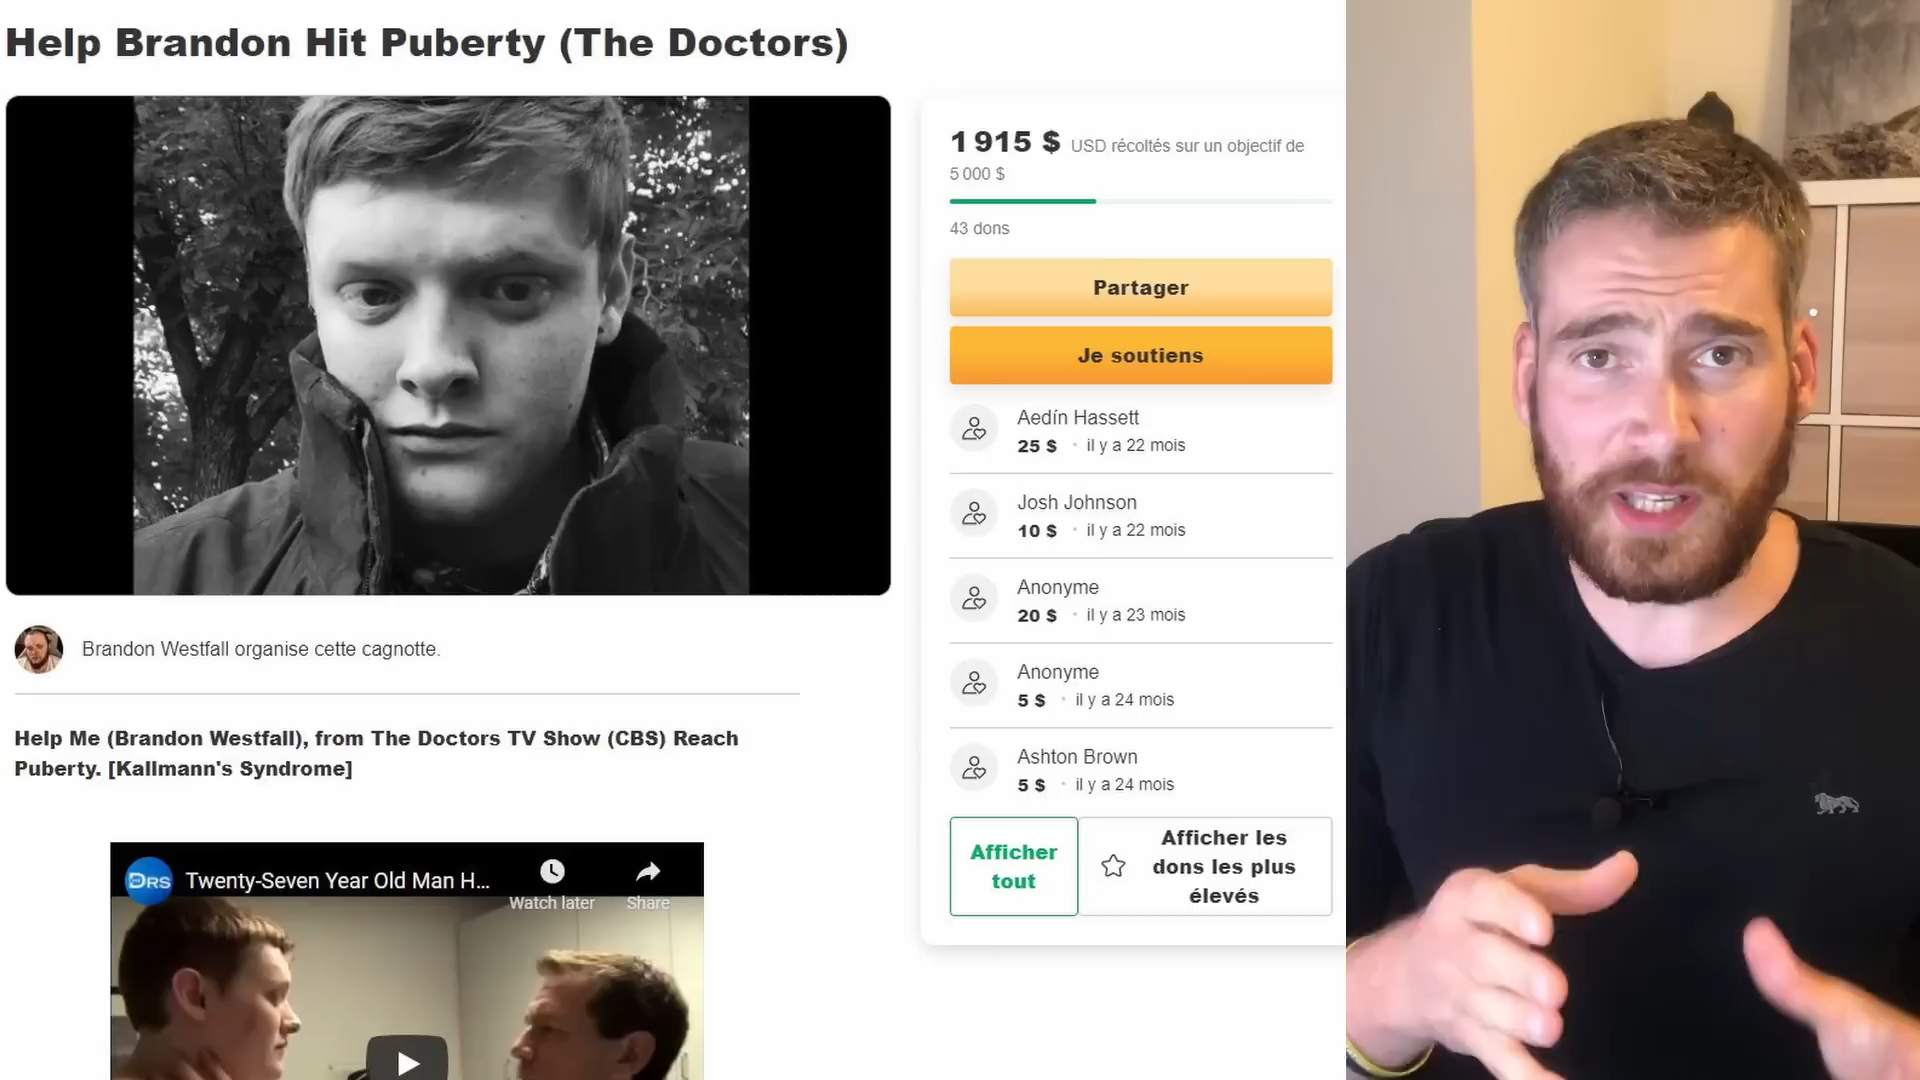 Help Brandon Hit Puberty (The Doctors)
1 915 $ USD récoltés sur un objectif de
5 000 $
43 dons
Partager
Je soutiens
Aedín Hassett
25 $ · il y a 22 mois
Josh Johnson
10 $ · il y a 22 mois
Anonyme
20 $ · il y a 23 mois
Anonyme
5 $ · il y a 24 mois
Ashton Brown
5 $ · il y a 24 mois
Afficher
tout
Afficher les
dons les plus
élevés
Brandon Westfall organise cette cagnotte.
Help Me (Brandon Westfall), from The Doctors TV Show (CBS) Reach
Puberty. [Kallmann's Syndrome]
DRS
Twenty-Seven Year Old Man H...
Watch later
Share